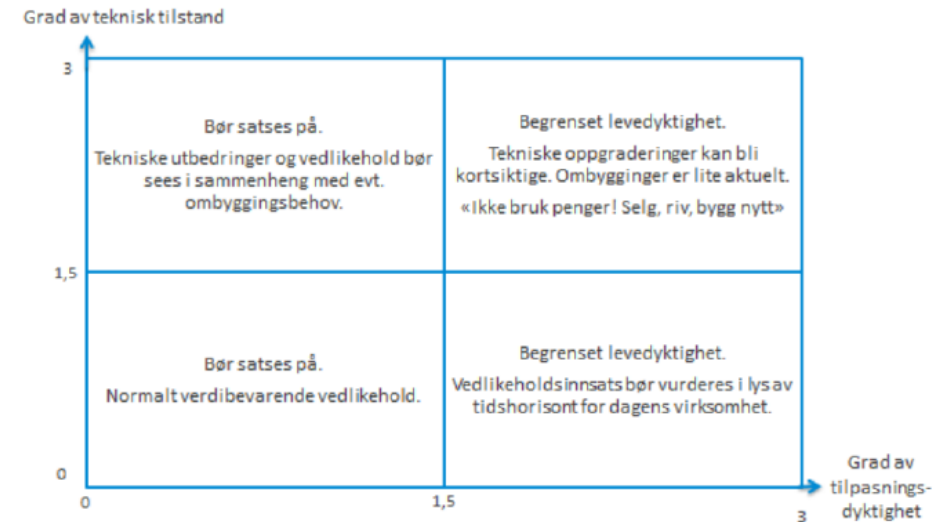 Grad av teknisk tilstand
3
Bør satses på.
Tekniske utbedringer og vedlikehold bør
sees i sammenheng med evt.
ombyggingsbehov.
Begrenset levedyktighet.
Tekniske oppgraderinger kan bli
kortsiktige. Ombygginger er lite aktuelt.
«Ikke bruk penger! Selg, riv, bygg nytt»
1,5
Bør satses på.
Normalt verdibevarende vedlikehold.
Begrenset levedyktighet.
Vedlikeholdsinnsats bør vurderes i lys av
tidshorisont for dagens virksomhet.
0
0
1,5
3
Grad av
tilpasnings-
dyktighet